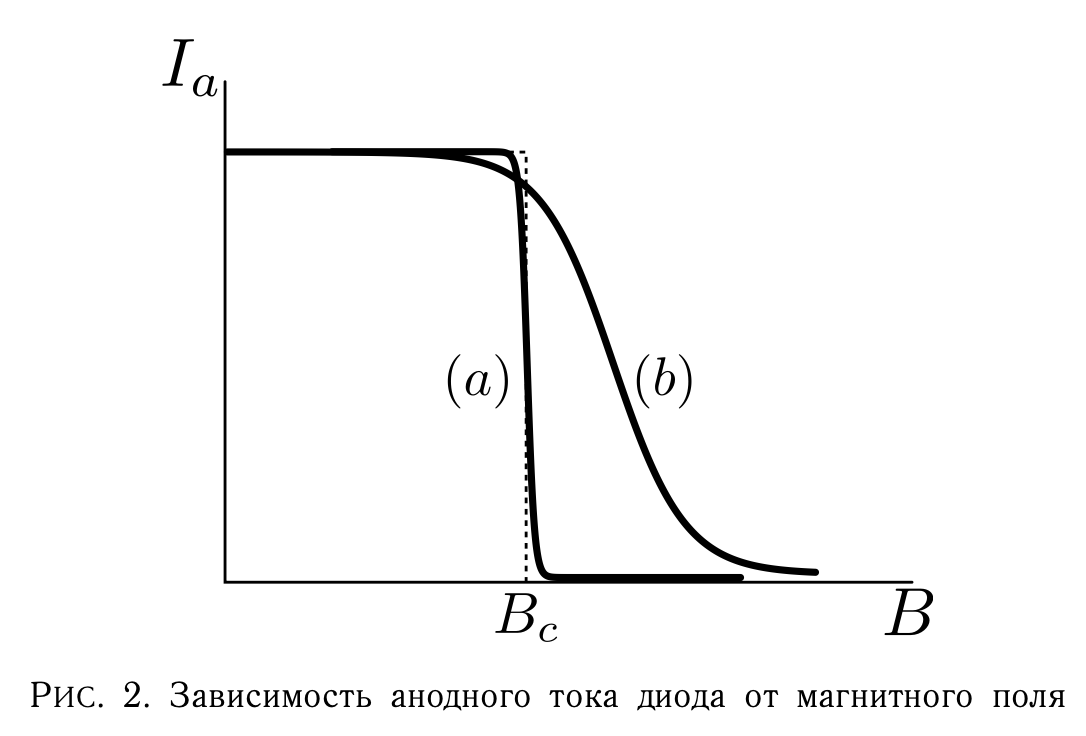 I_a
(a)
(b)
B_c
B
Рис. 2. Зависимость анодного тока диода от магнитного поля